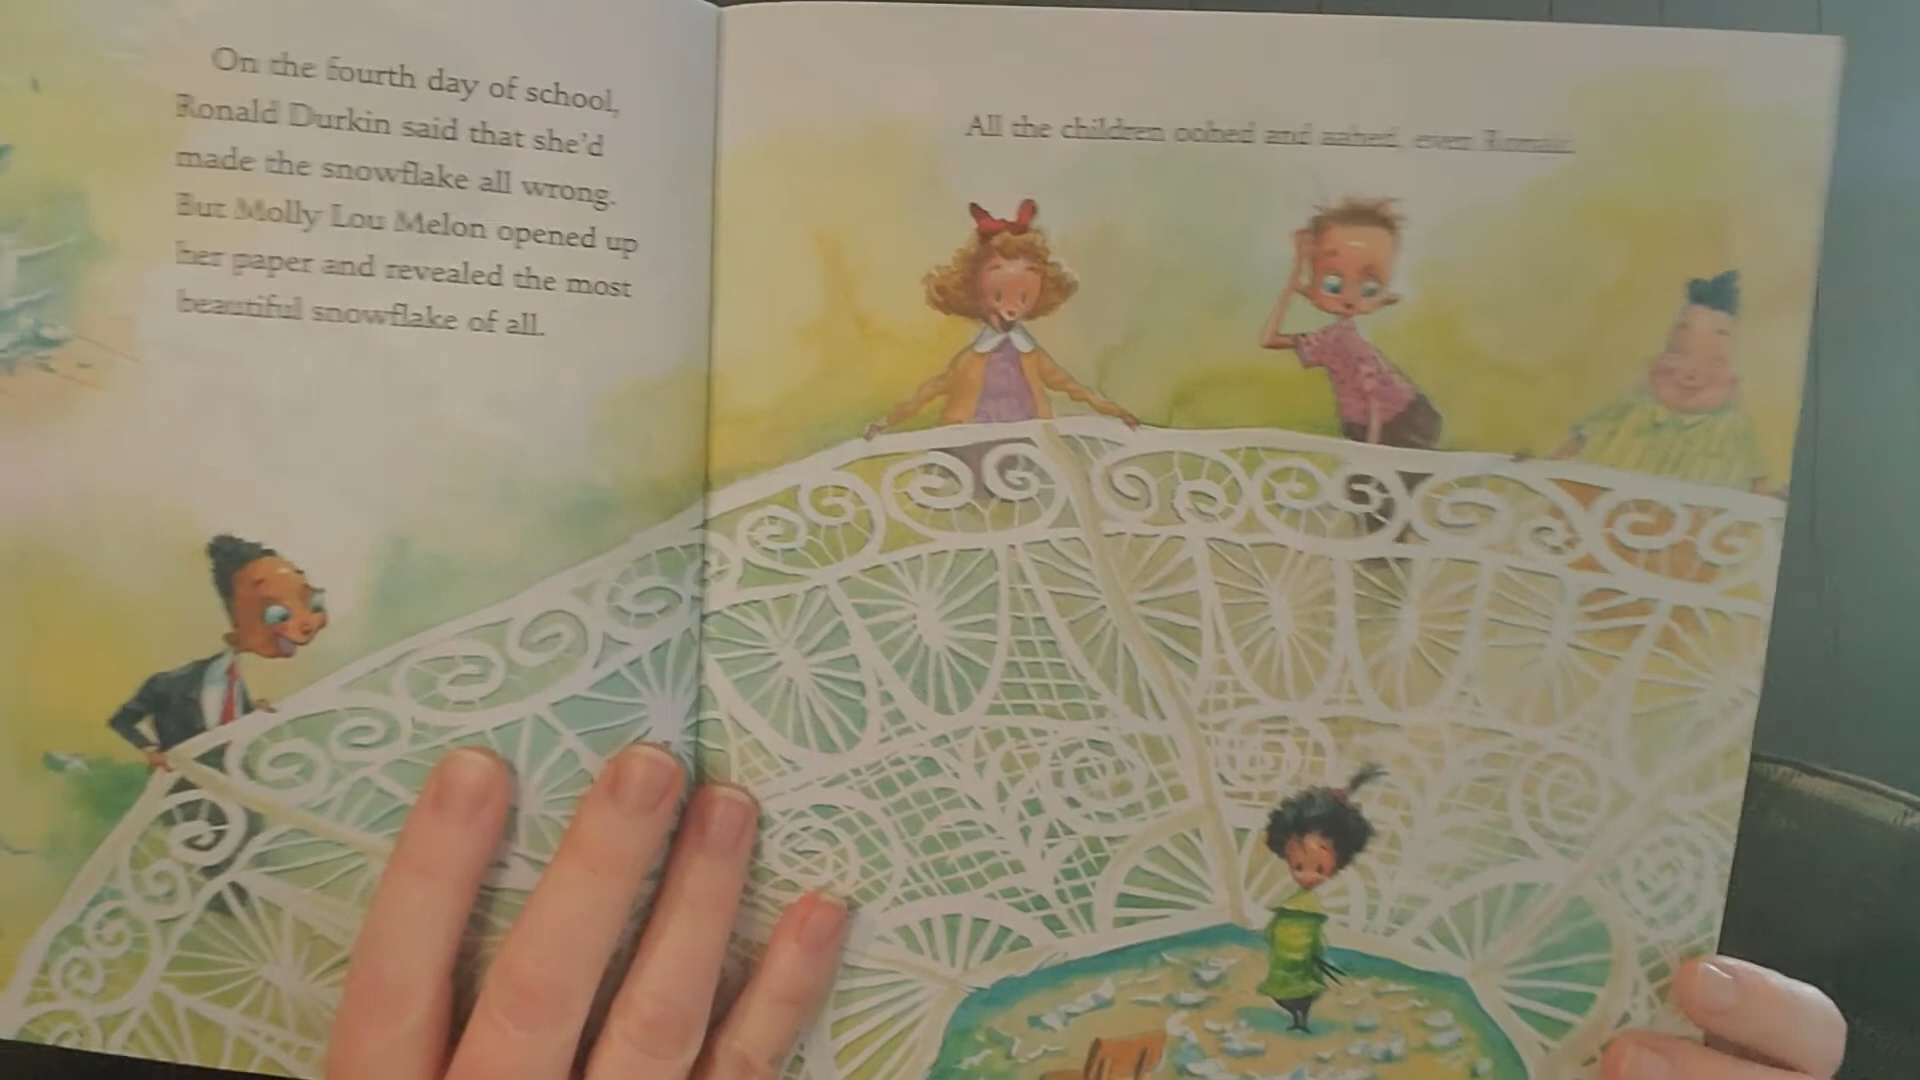 On the fourth day of school,
Ronald Durkin said that she'd
made the snowflake all wrong.
But Molly Lou Melon opened up
her paper and revealed the most
beautiful snowflake of all.
All the children oohed and aahed, even Ronald.